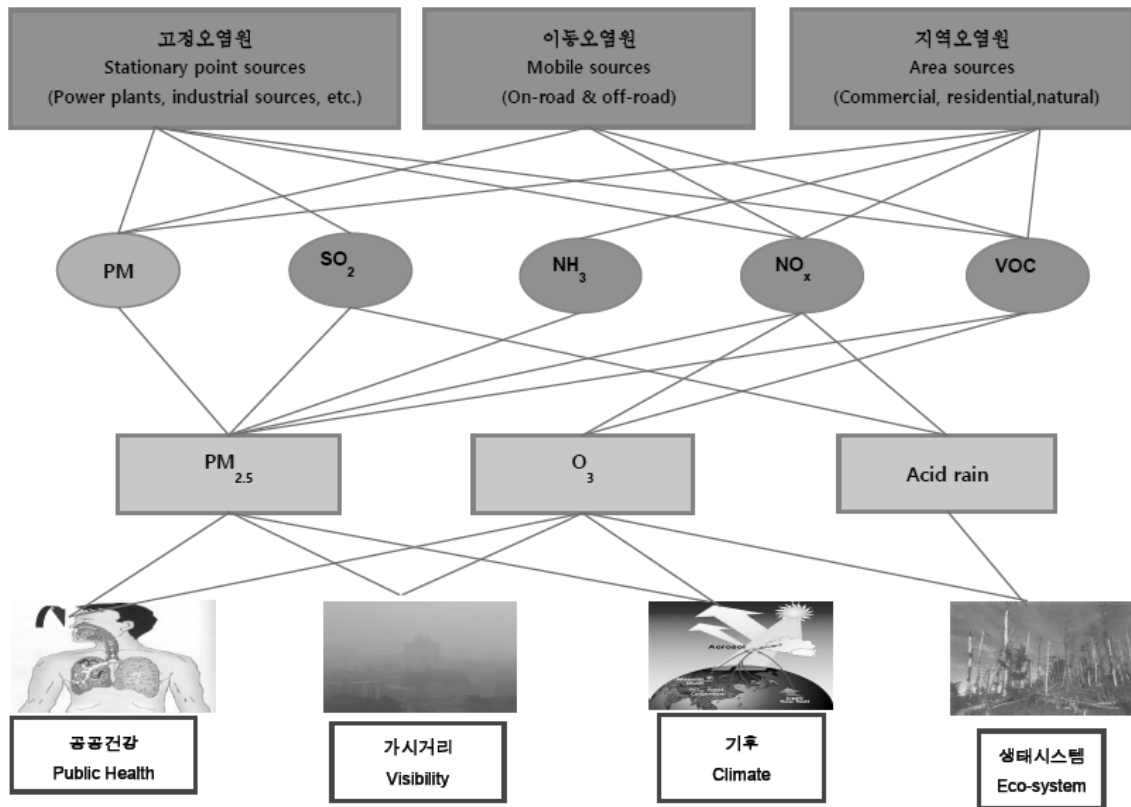 고정오염원
Stationary point sources
(Power plants, industrial sources, etc.)
이동오염원
Mobile sources
(On-road & off-road)
지역오염원
Area sources
(Commercial, residential,natural)
PM
SO2
NH3
NOx
VOC
PM2.5
O3
Acid rain
Aerosol
공공건강
Public Health
가시거리
Visibility
기후
Climate
생태시스템
Eco-system